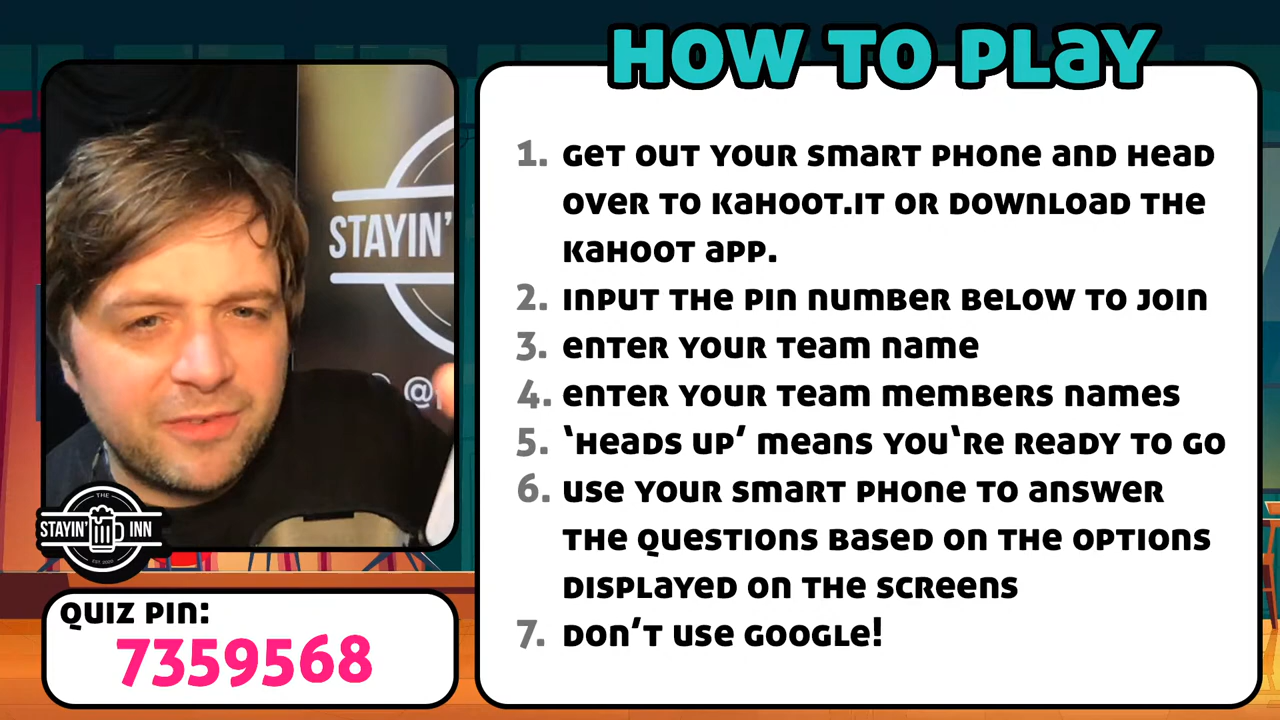 HOW TO PLAY
1. GET OUT YOUR SMART PHONE AND HEAD
OVER TO KAHOOT.IT OR DOWNLOAD THE
KAHOOT APP.
2. INPUT THE PIN NUMBER BELOW TO JOIN
3. ENTER YOUR TEAM NAME
4. ENTER YOUR TEAM MEMBERS NAMES
5. ‘HEADS UP’ MEANS YOU‘RE READY TO GO
6. USE YOUR SMART PHONE TO ANSWER
THE QUESTIONS BASED ON THE OPTIONS
DISPLAYED ON THE SCREENS
7. DON’T USE GOOGLE!
STAYIN’
@
THE
STAYIN’ INN
EST 2020
QUIZ PIN:
7359568